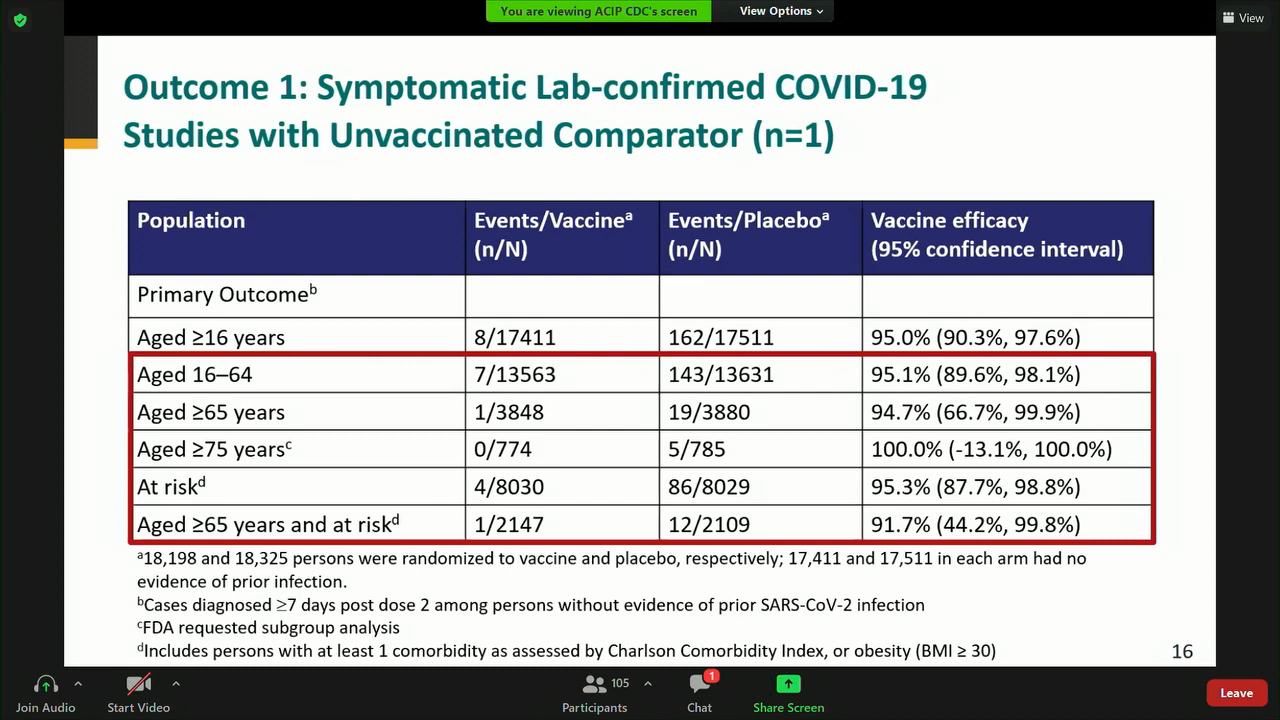 You are viewing ACIP CDC's screen
View Options
View
Outcome 1: Symptomatic Lab-confirmed COVID-19
Studies with Unvaccinated Comparator (n=1)
Population
Events/Vaccineᵃ
(n/N)
Events/Placeboᵃ
(n/N)
Vaccine efficacy
(95% confidence interval)
Primary Outcomeᵇ
Aged ≥16 years 8/17411 162/17511 95.0% (90.3%, 97.6%)
Aged 16–64 7/13563 143/13631 95.1% (89.6%, 98.1%)
Aged ≥65 years 1/3848 19/3880 94.7% (66.7%, 99.9%)
Aged ≥75 yearsᶜ 0/774 5/785 100.0% (-13.1%, 100.0%)
At riskᵈ 4/8030 86/8029 95.3% (87.7%, 98.8%)
Aged ≥65 years and at riskᵈ 1/2147 12/2109 91.7% (44.2%, 99.8%)
ᵃ18,198 and 18,325 persons were randomized to vaccine and placebo, respectively; 17,411 and 17,511 in each arm had no
evidence of prior infection.
ᵇCases diagnosed ≥7 days post dose 2 among persons without evidence of prior SARS-CoV-2 infection
ᶜFDA requested subgroup analysis
ᵈIncludes persons with at least 1 comorbidity as assessed by Charlson Comorbidity Index, or obesity (BMI ≥ 30)
16
Join Audio
Start Video
105
Participants
1
Chat
Share Screen
Leave